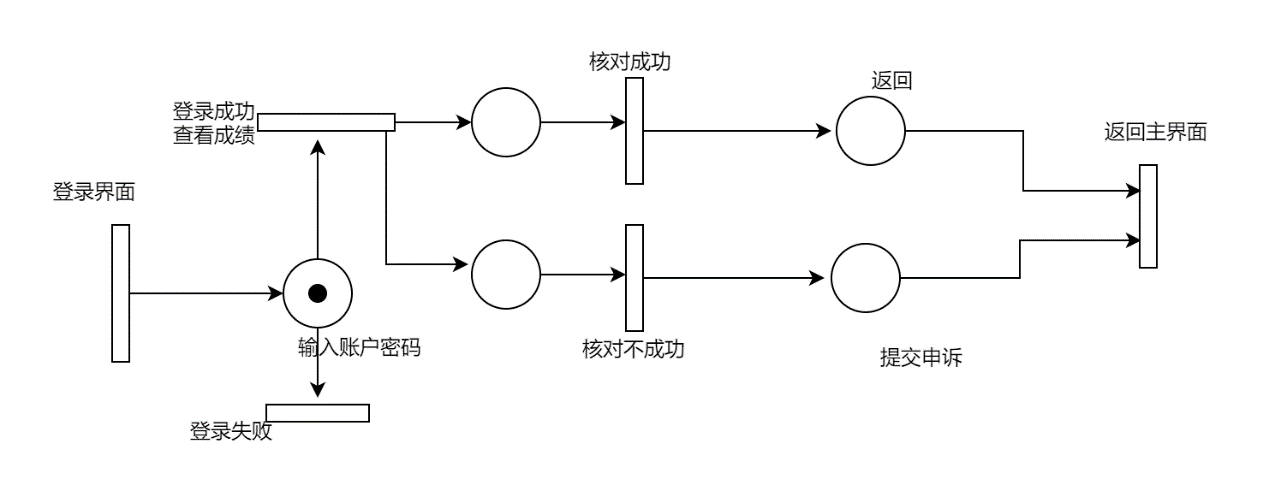 核对成功
返回
登录成功
查看成绩
返回主界面
登录界面
输入账户密码
核对不成功
提交申诉
登录失败